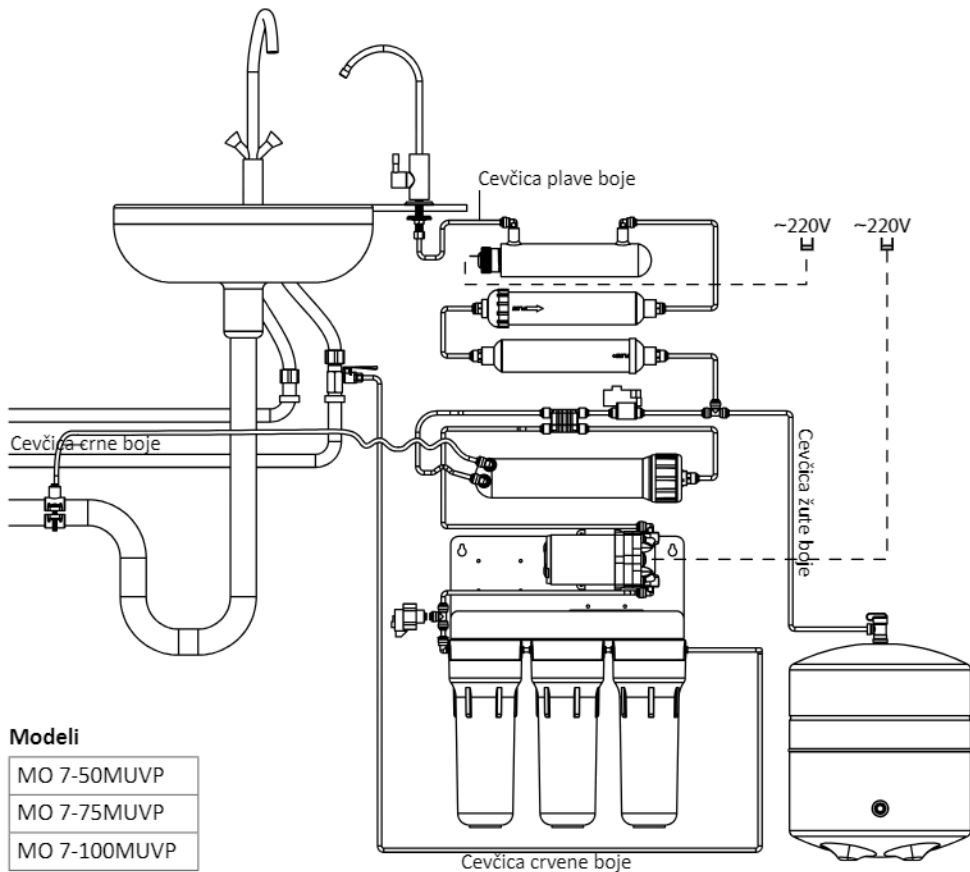 Cevčica plave boje
~220V
~220V
Cevčica crne boje
Cevčica žute boje
Modeli
MO 7-50MUVP
MO 7-75MUVP
MO 7-100MUVP
Cevčica crvene boje